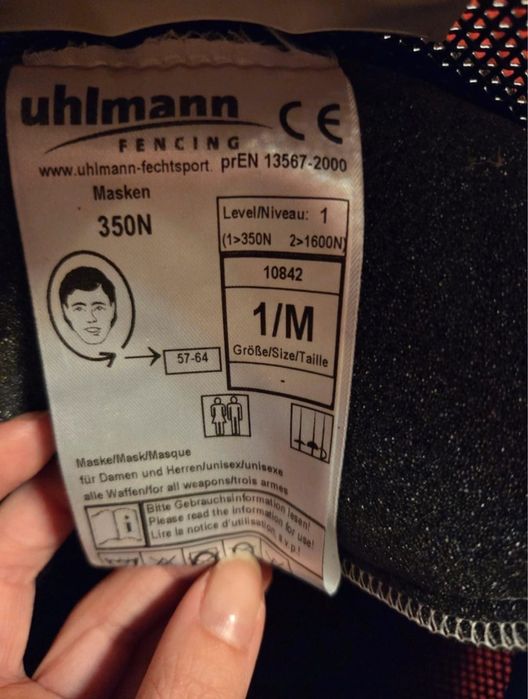 uhlmann
FENCING
CE
www.uhlmann-fechtsport. prEN 13567-2000
Masken
350N
Level/Niveau: 1
(1>350N 2>1600N)
10842
1/M
Größe/Size/Taille
-
57-64
Maske/Mask/Masque
für Damen und Herren/unisex/unisexe
alle Waffen/for all weapons/trois armes
i
Bitte Gebrauchsinformation lesen!
Please read the information for use!
Lire la notice d'utilisation s.v.p!